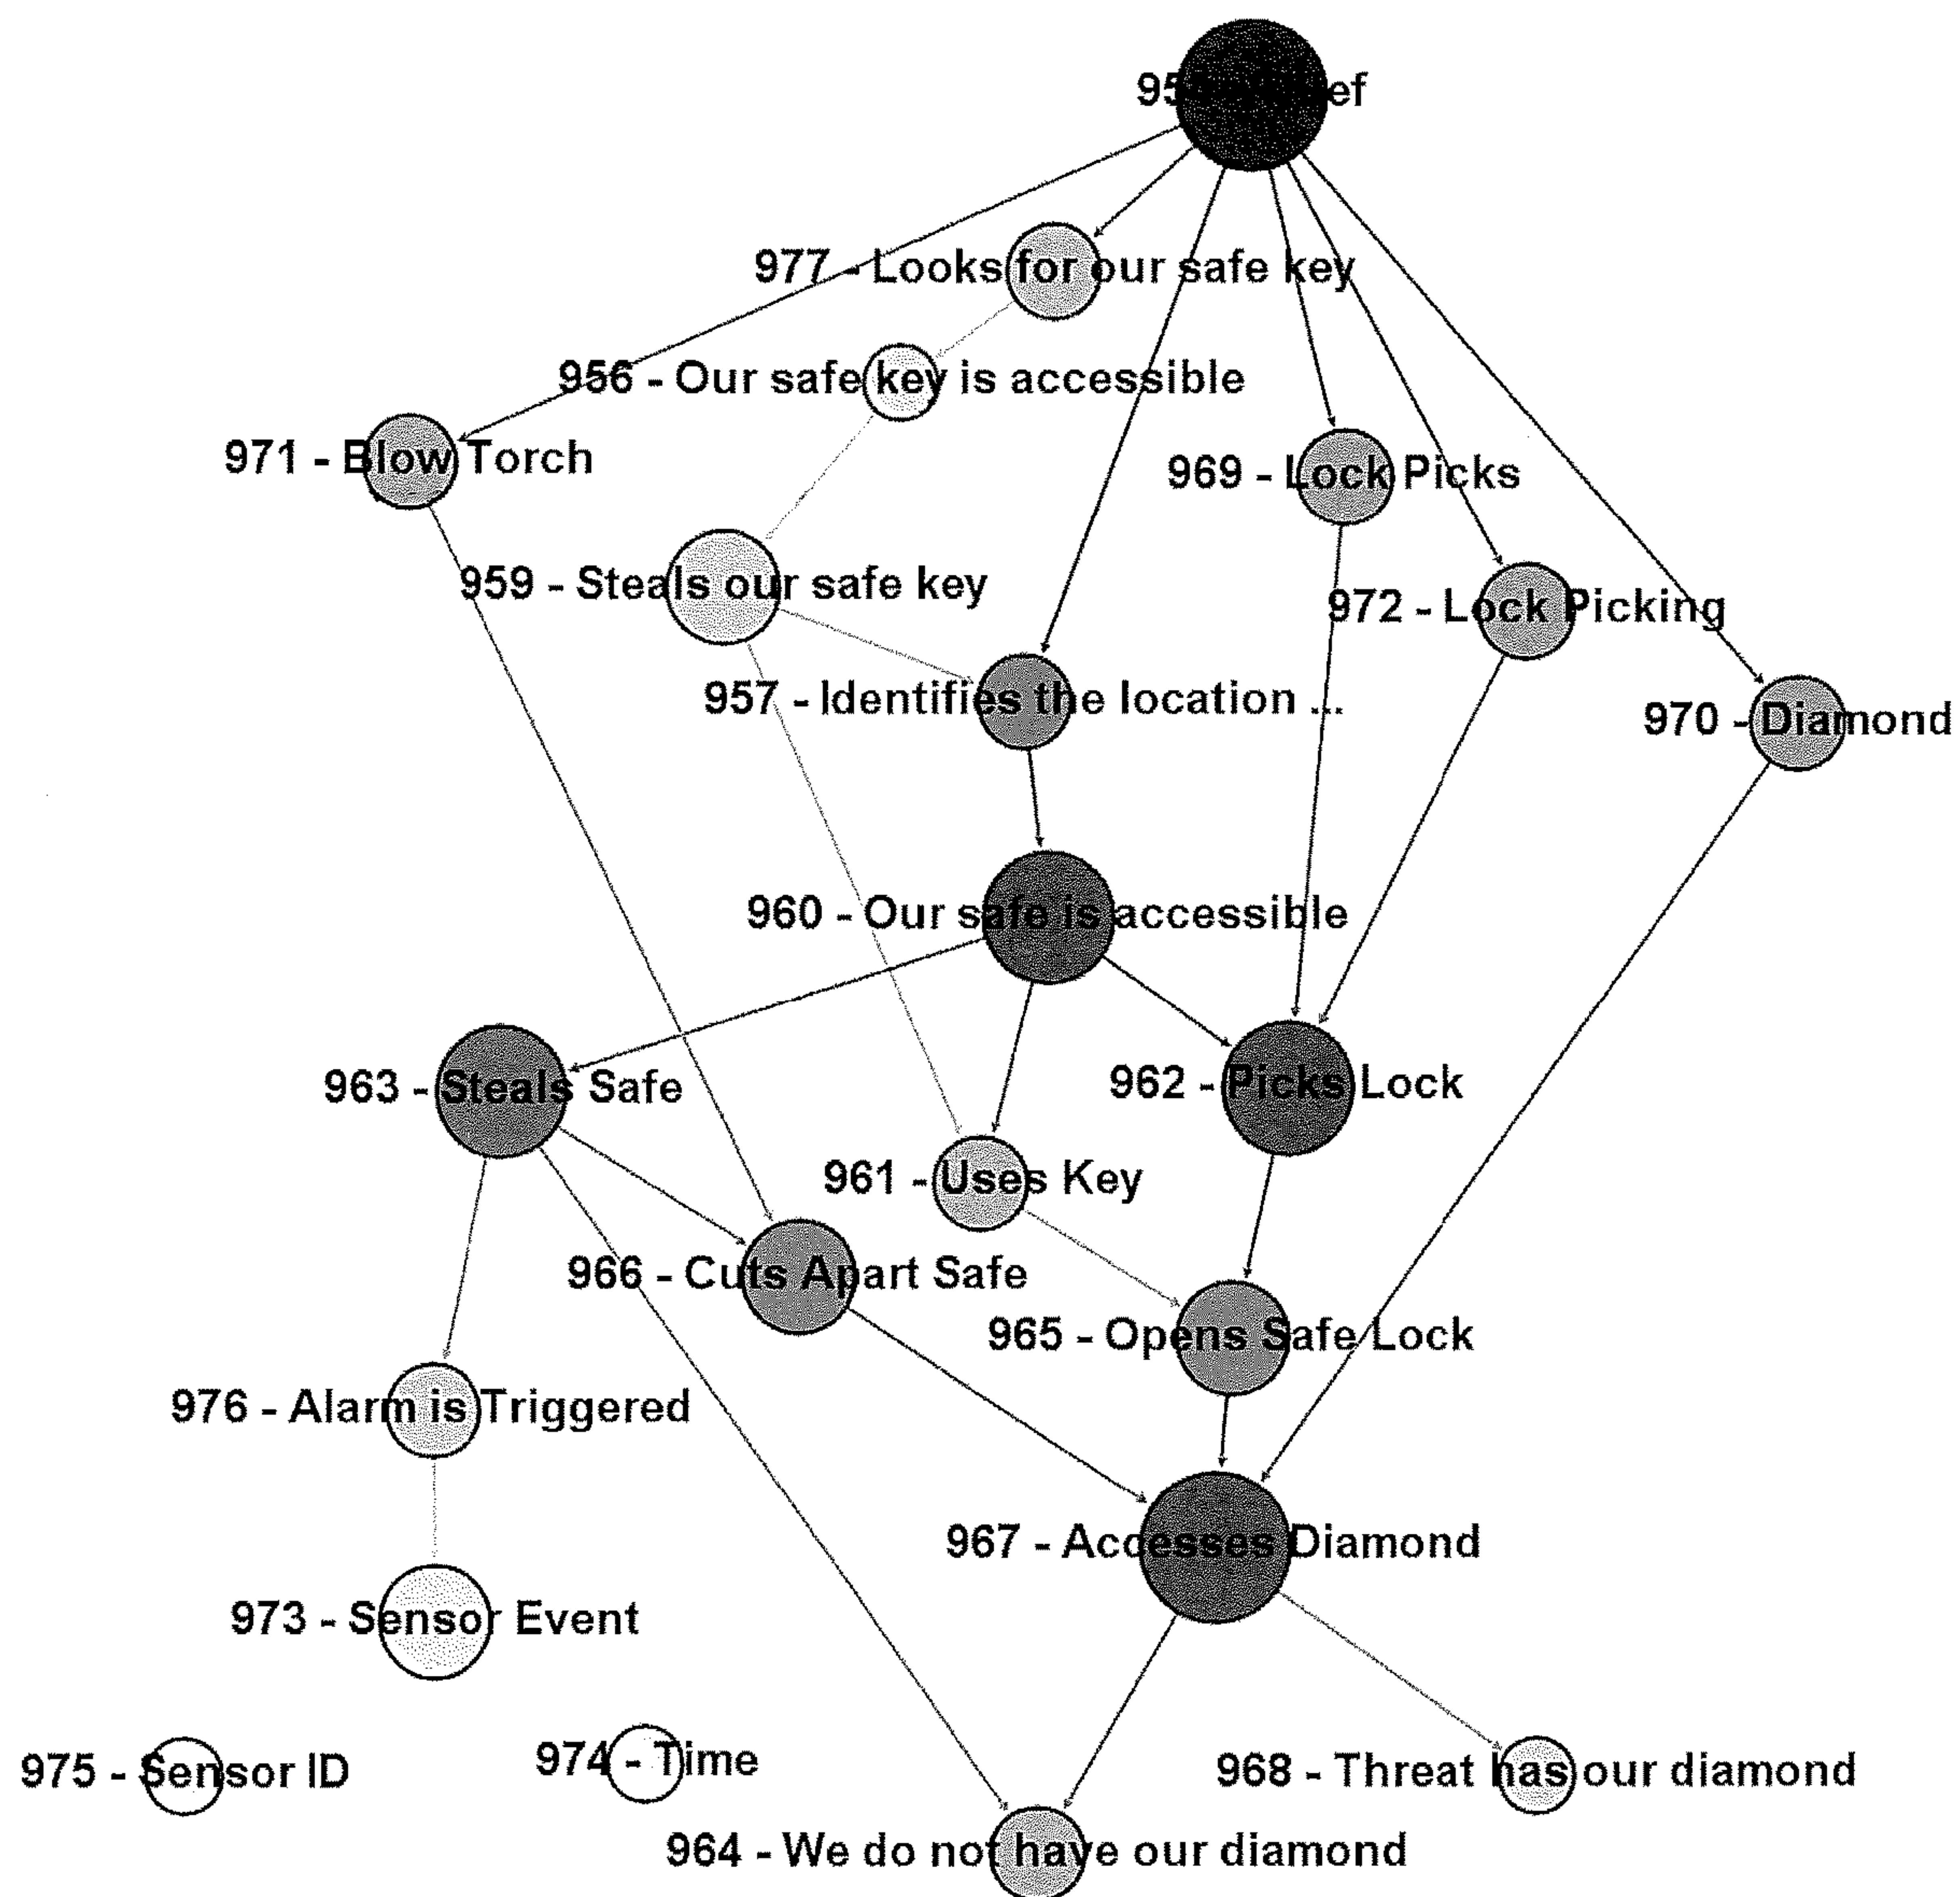 977 - Looks for our safe key
956 - Our safe key is accessible
971 - Blow Torch
969 - Lock Picks
959 - Steals our safe key
972 - Lock Picking
957 - Identifies the location ...
970 - Diamond
960 - Our safe is accessible
963 - Steals Safe
962 - Picks Lock
961 - Uses Key
966 - Cuts Apart Safe
965 - Opens Safe Lock
976 - Alarm is Triggered
967 - Accesses Diamond
973 - Sensor Event
975 - Sensor ID
974 - Time
968 - Threat has our diamond
964 - We do not have our diamond